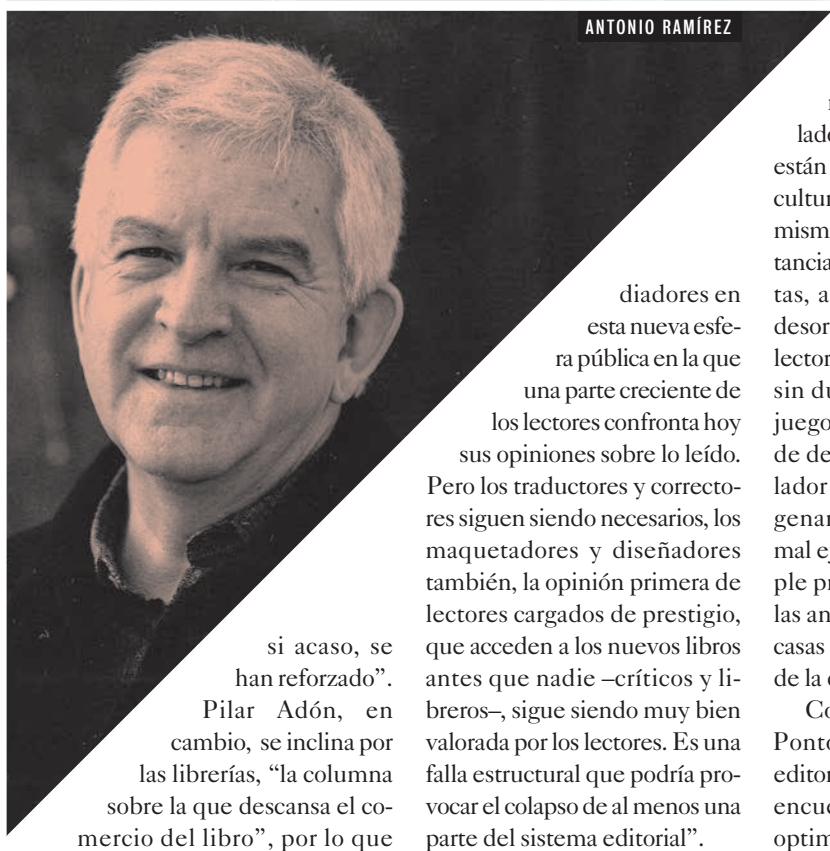 ANTONIO RAMÍREZ
si acaso, se
han reforzado”.
Pilar Adón, en
cambio, se inclina por
las librerías, “la columna
sobre la que descansa el co-
mercio del libro”, por lo que
diadores en
esta nueva esfe-
ra pública en la que
una parte creciente de
los lectores confronta hoy
sus opiniones sobre lo leído.
Pero los traductores y correcto-
res siguen siendo necesarios, los
maquetadores y diseñadores
también, la opinión primera de
lectores cargados de prestigio,
que acceden a los nuevos libros
antes que nadie –críticos y li-
breros–, sigue siendo muy bien
valorada por los lectores. Es una
falla estructural que podría pro-
vocar el colapso de al menos una
parte del sistema editorial”.
lado
están
cultur
mism
tancia
tas, a
desor
lector
sin du
juego
de de
lador
genar
mal ej
ple pr
las an
casas
de la
Co
Ponto
editor
encue
optim